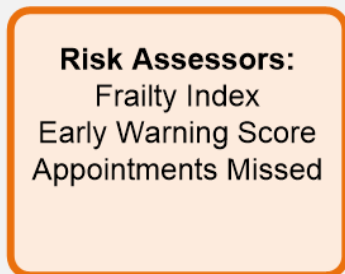 Risk Assessors:
Frailty Index
Early Warning Score
Appointments Missed